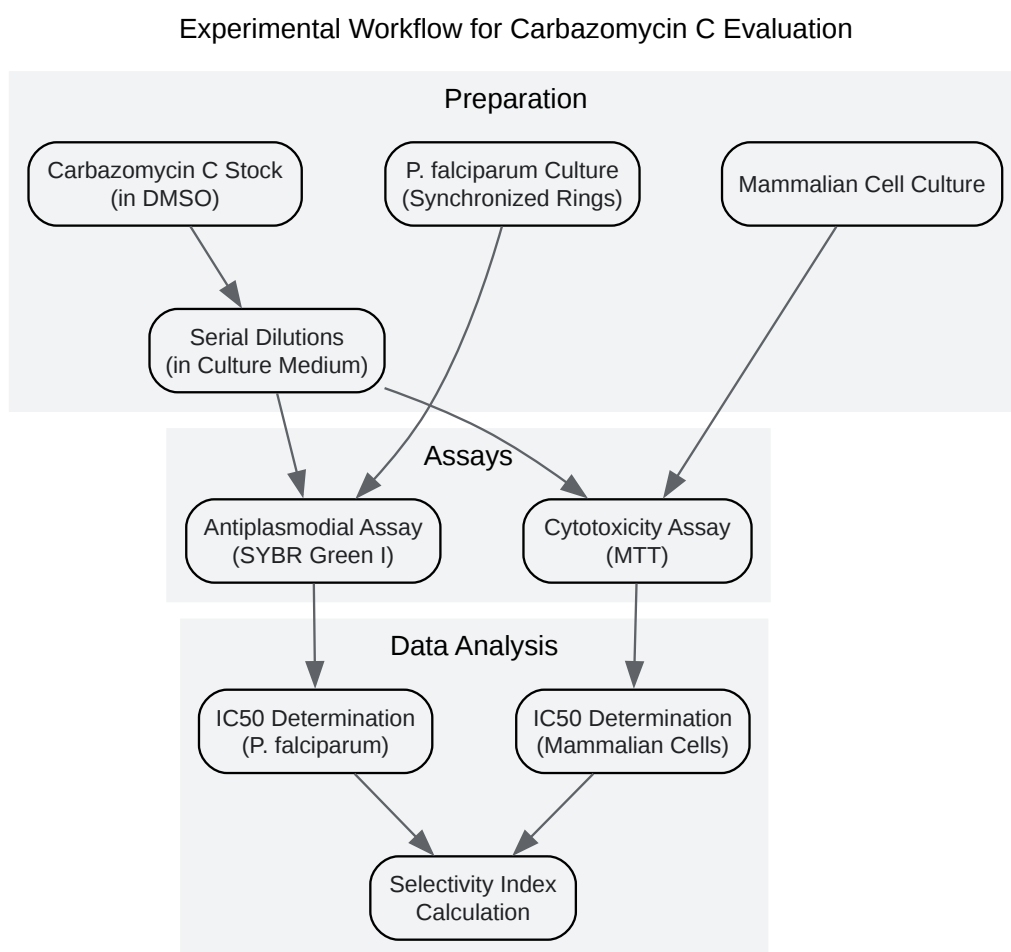 Experimental Workflow for Carbazomycin C Evaluation
Preparation
Carbazomycin C Stock
(in DMSO)
P. falciparum Culture
(Synchronized Rings)
Mammalian Cell Culture
Serial Dilutions
(in Culture Medium)
Assays
Antiplasmodial Assay
(SYBR Green I)
Cytotoxicity Assay
(MTT)
Data Analysis
IC50 Determination
(P. falciparum)
IC50 Determination
(Mammalian Cells)
Selectivity Index
Calculation